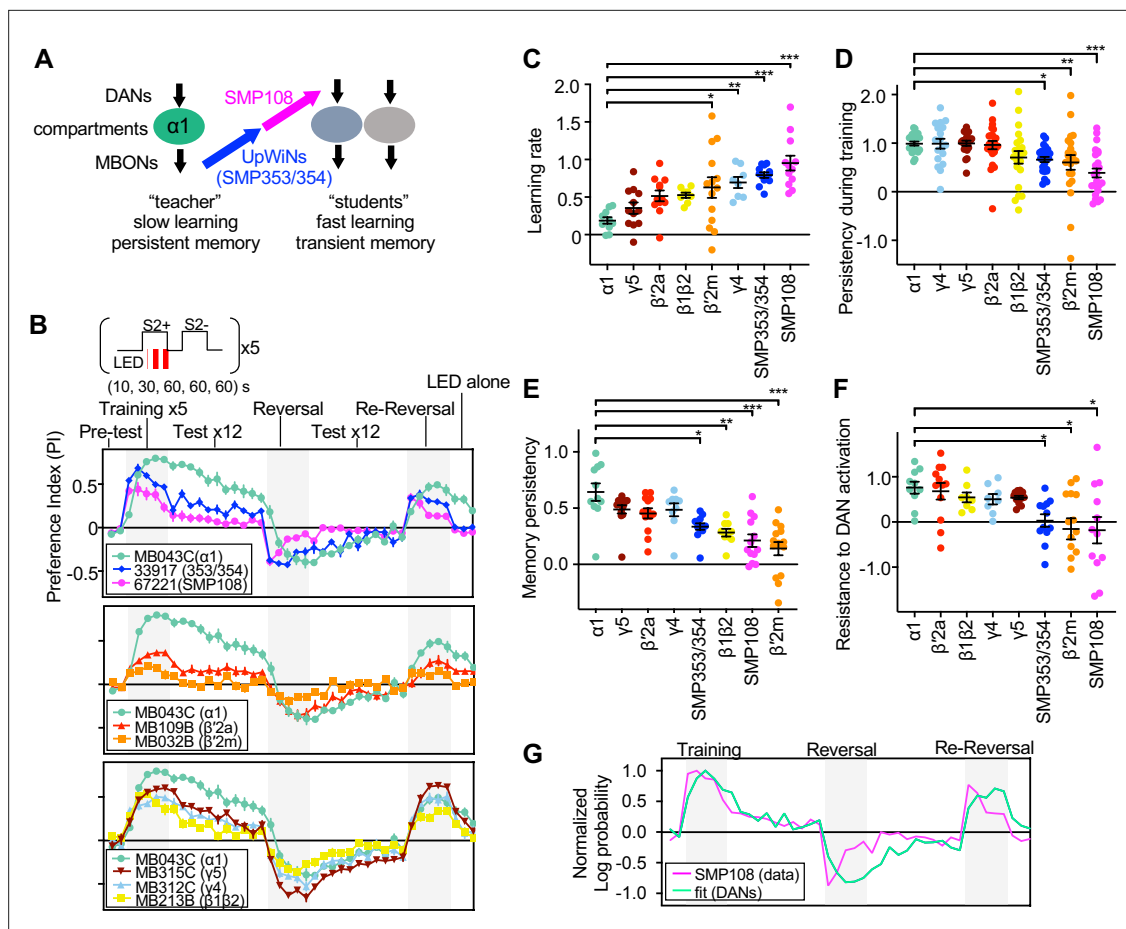 A
DANs
compartments
MBONs
α1
SMP108
UpWiNs
(SMP353/354)
"teacher"
slow learning
persistent memory
"students"
fast learning
transient memory
B
S2+ S2-
LED
x5
(10, 30, 60, 60, 60) s
LED alone
Training x5 Reversal Re-Reversal
Pre-test Test x12 Test x12
Preference Index (PI)
0.5
0
-0.5
MB043C(α1)
33917 (353/354)
67221(SMP108)
MB043C (α1)
MB109B (β'2a)
MB032B (β'2m)
MB043C (α1)
MB315C (γ5)
MB312C (γ4)
MB213B (β1β2)
C
Learning rate
2.0
1.5
1.0
0.5
0
* ** *** ***
α1 γ5 β'2a β1β2 β'2m γ4 SMP353/354 SMP108
D
Persistency during training
2.0
1.0
0
-1.0
* ** ***
α1 γ4 γ5 β'2a β1β2 SMP353/354 β'2m SMP108
E
Memory persistency
1.0
0.5
0.0
* ** *** ***
α1 γ5 β'2a γ4 SMP353/354 β1β2 SMP108 β'2m
F
Resistance to DAN activation
1.0
0
-1.0
* * *
α1 β'2a β1β2 γ4 γ5 SMP353/354 β'2m SMP108
G
Training Reversal Re-Reversal
Normalized
Log probability
1.0
0.5
0.0
-0.5
-1.0
SMP108 (data)
fit (DANs)